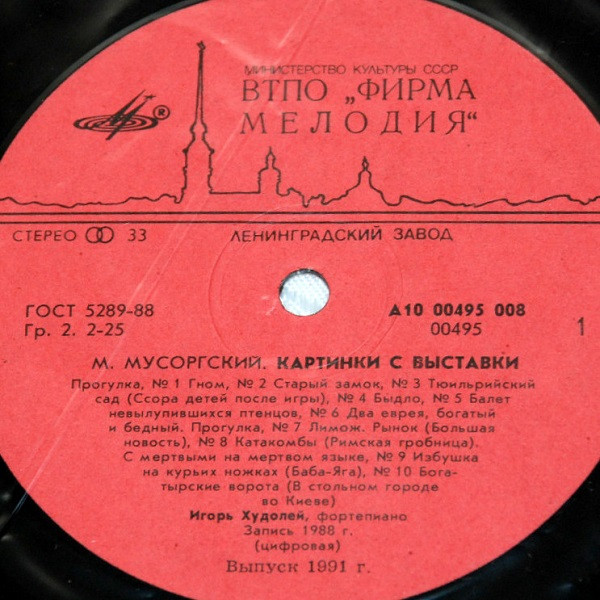 МИНИСТЕРСТВО КУЛЬТУРЫ СССР
ВТПО „ФИРМА
МЕЛОДИЯ“
®
СТЕРЕО 33
ЛЕНИНГРАДСКИЙ ЗАВОД
ГОСТ 5289-88
Гр. 2. 2-25
А10 00495 008
00495
1
М. МУСОРГСКИЙ. КАРТИНКИ С ВЫСТАВКИ
Прогулка, № 1 Гном, № 2 Старый замок, № 3 Тюильрийский
сад (Ссора детей после игры), № 4 Быдло, № 5 Балет
невылупившихся птенцов, № 6 Два еврея, богатый
и бедный. Прогулка, № 7 Лимож. Рынок (Большая
новость), № 8 Катакомбы (Римская гробница).
С мертвыми на мертвом языке, № 9 Избушка
на курьих ножках (Баба-Яга), № 10 Бога-
тырские ворота (В стольном городе
во Киеве)
Игорь Худолей, фортепиано
Запись 1988 г.
(цифровая)
Выпуск 1991 г.